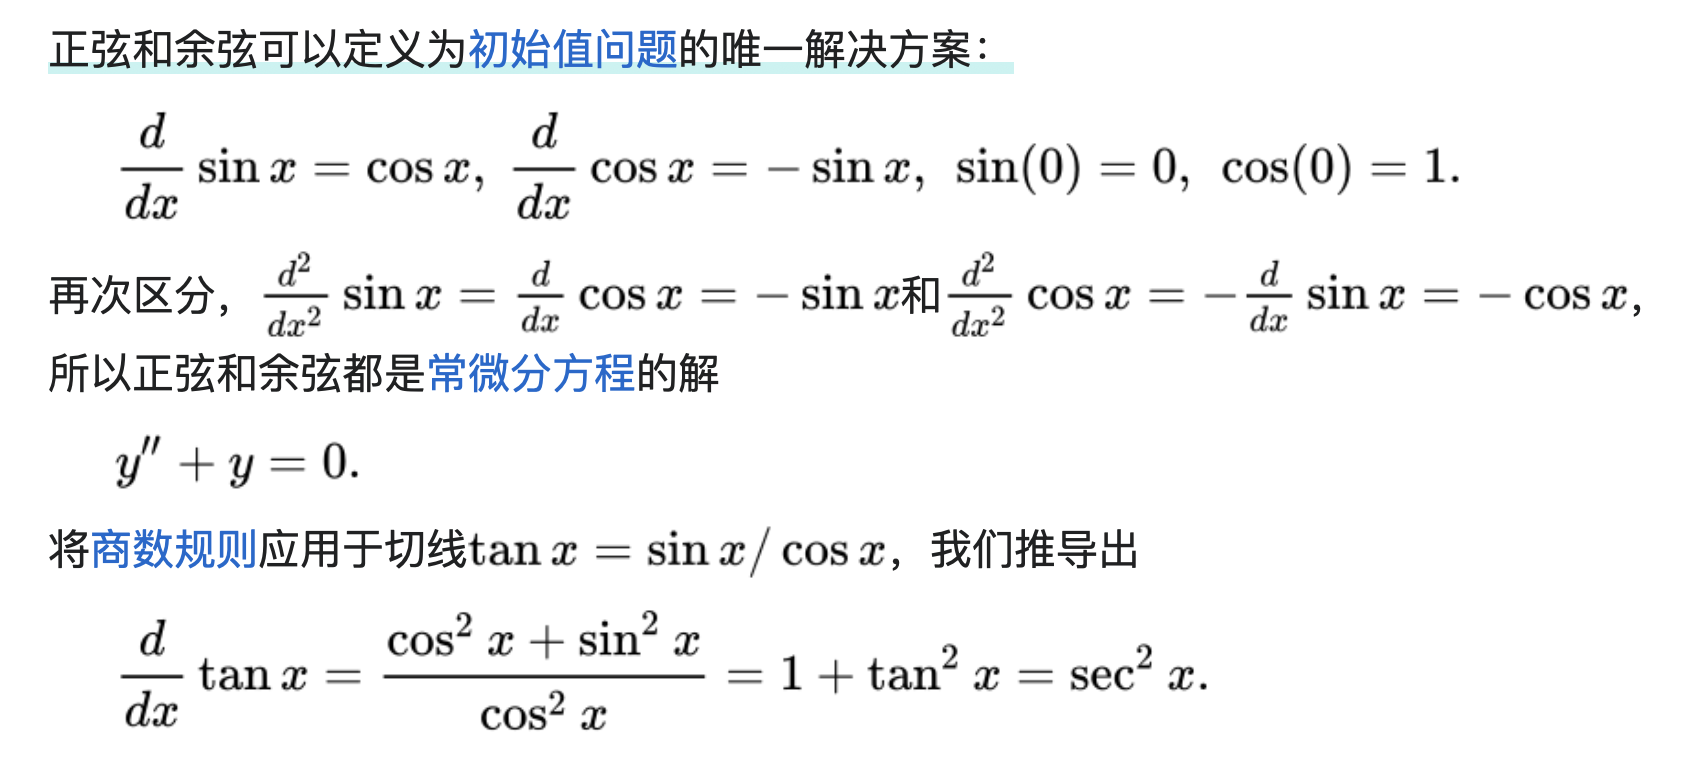 正弦和余弦可以定义为初始值问题的唯一解决方案：
\frac{d}{dx} \sin x = \cos x, \frac{d}{dx} \cos x = -\sin x, \sin(0) = 0, \cos(0) = 1.
再次区分，\frac{d^2}{dx^2} \sin x = \frac{d}{dx} \cos x = -\sin x和\frac{d^2}{dx^2} \cos x = -\frac{d}{dx} \sin x = -\cos x，
所以正弦和余弦都是常微分方程的解
y'' + y = 0.
将商数规则应用于切线\tan x = \sin x / \cos x，我们推导出
\frac{d}{dx} \tan x = \frac{\cos^2 x + \sin^2 x}{\cos^2 x} = 1 + \tan^2 x = \sec^2 x.